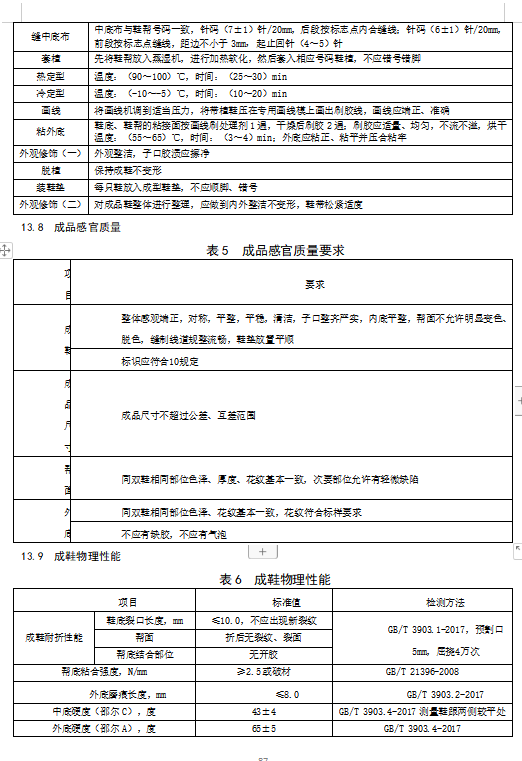 缝中底布 中底布与鞋帮号码一致，针码（7±1）针/20mm，后段按标志点内合缝线；针码（6±1）针/20mm，
前段按标志点缝线，距边不小于3mm，起止回针（4～5）针
套楦 先将鞋帮放入蒸湿机，进行加热软化，然后套入相应号码鞋楦，不应错号错脚
热定型 温度：（90～100）℃，时间：（25～30）min
冷定型 温度：（-10～-5）℃，时间：（10～20）min
画线 将画线机调到适当压力，将带楦鞋压在专用画线模上画出刷胶线，画线应端正、准确
粘外底 鞋底、鞋帮的粘接面按画线刷处理剂1遍，干燥后刷胶2遍；刷胶应适量、均匀，不流不溢，烘干
温度：（55～65）℃，时间：（3～4）min；外底应粘正、粘平并压合粘牢
外观修饰（一） 外观整洁，子口胶渍应擦净
脱楦 保持成鞋不变形
装鞋垫 每只鞋放入成型鞋垫，不应顺脚、错号
外观修饰（二） 对成品鞋整体进行整理，应做到内外整洁不变形，鞋带松紧适度
13.8 成品感官质量
表5 成品感官质量要求
项
目
要求
成
鞋
整体感观端正，对称，平整，平稳，清洁，子口整齐严实，内底平整，帮面不允许明显变色、
脱色，缝制线道规整流畅，鞋垫放置平顺
标识应符合10规定
成
品
尺
寸
成品尺寸不超过公差、互差范围
帮
面
同双鞋相同部位色泽、厚度、花纹基本一致，次要部位允许有轻微缺陷
外
底
同双鞋相同部位色泽、花纹基本一致，花纹符合标样要求
不应有缺胶，不应有气泡
13.9 成鞋物理性能
表6 成鞋物理性能
项目 标准值 检测方法
成鞋耐折性能 鞋底裂口长度，mm ≤10.0，不应出现新裂纹 GB/T 3903.1-2017，预割口
帮面 折后无裂纹、裂面 5mm，屈挠4万次
帮底结合部位 无开胶
帮底粘合强度，N/mm ≥2.5或破材 GB/T 21396-2008
外底磨痕长度，mm ≤8.0 GB/T 3903.2-2017
中底硬度（邵尔C），度 43±4 GB/T 3903.4-2017测量鞋跟两侧较平处
外底硬度（邵尔A），度 65±5 GB/T 3903.4-2017